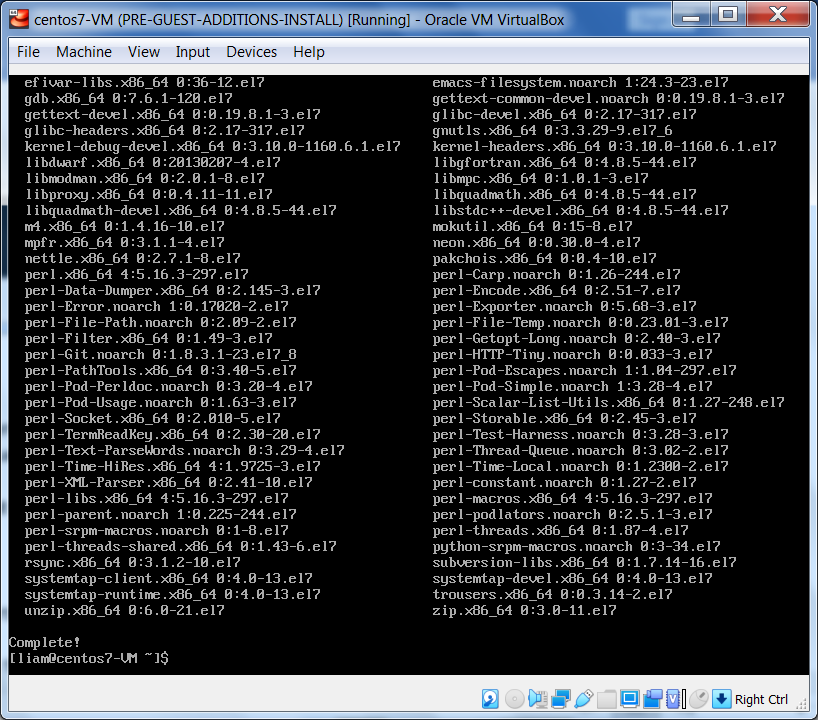 centos7-VM (PRE-GUEST-ADDITIONS-INSTALL) [Running] - Oracle VM VirtualBox
File Machine View Input Devices Help
efivar-libs.x86_64 0:36-12.el7 emacs-filesystem.noarch 1:24.3-23.el7
gdb.x86_64 0:7.6.1-120.el7 gettext-common-devel.noarch 0:0.19.8.1-3.el7
gettext-devel.x86_64 0:0.19.8.1-3.el7 glibc-devel.x86_64 0:2.17-317.el7
glibc-headers.x86_64 0:2.17-317.el7 gnutls.x86_64 0:3.3.29-9.el7_6
kernel-debug-devel.x86_64 0:3.10.0-1160.6.1.el7 kernel-headers.x86_64 0:3.10.0-1160.6.1.el7
libdwarf.x86_64 0:20130207-4.el7 libgfortran.x86_64 0:4.8.5-44.el7
libmodman.x86_64 0:2.0.1-8.el7 libmpc.x86_64 0:1.0.1-3.el7
libproxy.x86_64 0:0.4.11-11.el7 libquadmath.x86_64 0:4.8.5-44.el7
libquadmath-devel.x86_64 0:4.8.5-44.el7 libstdc++-devel.x86_64 0:4.8.5-44.el7
m4.x86_64 0:1.4.16-10.el7 mokutil.x86_64 0:15-8.el7
mpfr.x86_64 0:3.1.1-4.el7 neon.x86_64 0:0.30.0-4.el7
nettle.x86_64 0:2.7.1-8.el7 pakchois.x86_64 0:0.4-10.el7
perl.x86_64 4:5.16.3-297.el7 perl-Carp.noarch 0:1.26-244.el7
perl-Data-Dumper.x86_64 0:2.145-3.el7 perl-Encode.x86_64 0:2.51-7.el7
perl-Error.noarch 1:0.17020-2.el7 perl-Exporter.noarch 0:5.68-3.el7
perl-File-Path.noarch 0:2.09-2.el7 perl-File-Temp.noarch 0:0.23.01-3.el7
perl-Filter.x86_64 0:1.49-3.el7 perl-Getopt-Long.noarch 0:2.40-3.el7
perl-Git.noarch 0:1.8.3.1-23.el7_8 perl-HTTP-Tiny.noarch 0:0.033-3.el7
perl-PathTools.x86_64 0:3.40-5.el7 perl-Pod-Escapes.noarch 1:1.04-297.el7
perl-Pod-Perldoc.noarch 0:3.20-4.el7 perl-Pod-Simple.noarch 1:3.28-4.el7
perl-Pod-Usage.noarch 0:1.63-3.el7 perl-Scalar-List-Utils.x86_64 0:1.27-248.el7
perl-Socket.x86_64 0:2.010-5.el7 perl-Storable.x86_64 0:2.45-3.el7
perl-TermReadKey.x86_64 0:2.30-20.el7 perl-Test-Harness.noarch 0:3.28-3.el7
perl-Text-ParseWords.noarch 0:3.29-4.el7 perl-Thread-Queue.noarch 0:3.02-2.el7
perl-Time-HiRes.x86_64 4:1.9725-3.el7 perl-Time-Local.noarch 0:1.2300-2.el7
perl-XML-Parser.x86_64 0:2.41-10.el7 perl-constant.noarch 0:1.27-2.el7
perl-libs.x86_64 4:5.16.3-297.el7 perl-macros.x86_64 4:5.16.3-297.el7
perl-parent.noarch 1:0.225-244.el7 perl-podlators.noarch 0:2.5.1-3.el7
perl-srpm-macros.noarch 0:1-8.el7 perl-threads.x86_64 0:1.87-4.el7
perl-threads-shared.x86_64 0:1.43-6.el7 python-srpm-macros.noarch 0:3-34.el7
rsync.x86_64 0:3.1.2-10.el7 subversion-libs.x86_64 0:1.7.14-16.el7
systemtap-client.x86_64 0:4.0-13.el7 systemtap-devel.x86_64 0:4.0-13.el7
systemtap-runtime.x86_64 0:4.0-13.el7 trousers.x86_64 0:0.3.14-2.el7
unzip.x86_64 0:6.0-21.el7 zip.x86_64 0:3.0-11.el7
Complete!
[liam@centos7-VM ~]$
Right Ctrl